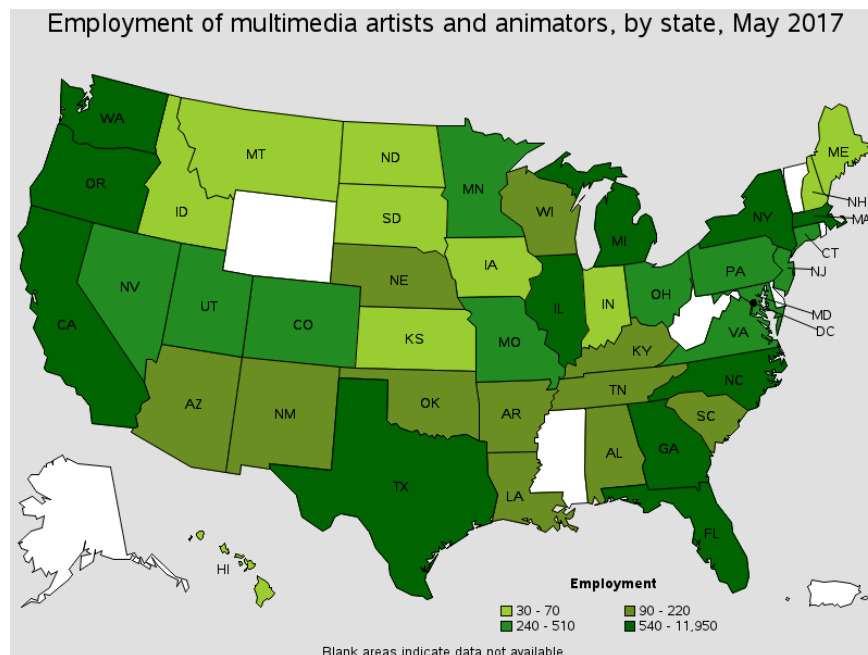 Employment of multimedia artists and animators, by state, May 2017
WA
MT
ND
ME
OR
MN
ID
SD
WI
NY
NH
MA
MI
CT
IA
NE
PA
NJ
NV
UT
CO
IL
IN
OH
MD
DC
CA
KS
MO
VA
KY
NC
AZ
NM
OK
AR
TN
SC
TX
LA
AL
GA
FL
HI
Employment
30 - 70
90 - 220
240 - 510
540 - 11,950
Blank areas indicate data not available